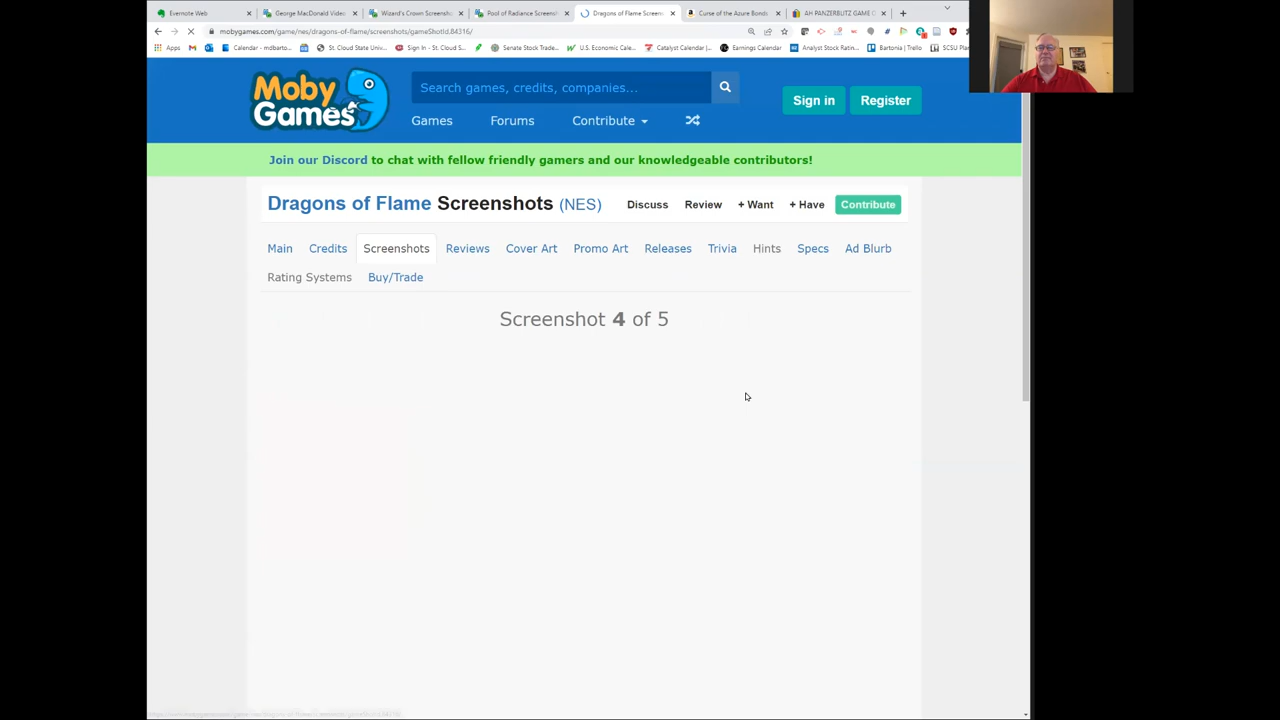 Evernote Web
George MacDonald Video
Wizard's Crown Screensho
Pool of Radiance Screensh
Dragons of Flame Screen
Curse of the Azure Bonds
AH PANZERBLITZ GAME
mobygames.com/game/nes/dragons-of-flame/screenshots/gameShotId,84316/
Apps
Calendar - mdbarto...
St. Cloud State Univ...
Sign In - St. Cloud S...
Senate Stock Trade...
U.S. Economic Cale...
Catalyst Calendar |...
Earnings Calendar
Analyst Stock Ratin...
Bartonia | Trello
SCSU Plan
Moby Games
Search games, credits, companies...
Sign in
Register
Games
Forums
Contribute
Join our Discord to chat with fellow friendly gamers and our knowledgeable contributors!
Dragons of Flame Screenshots (NES)
Discuss
Review
+ Want
+ Have
Contribute
Main
Credits
Screenshots
Reviews
Cover Art
Promo Art
Releases
Trivia
Hints
Specs
Ad Blurb
Rating Systems
Buy/Trade
Screenshot 4 of 5